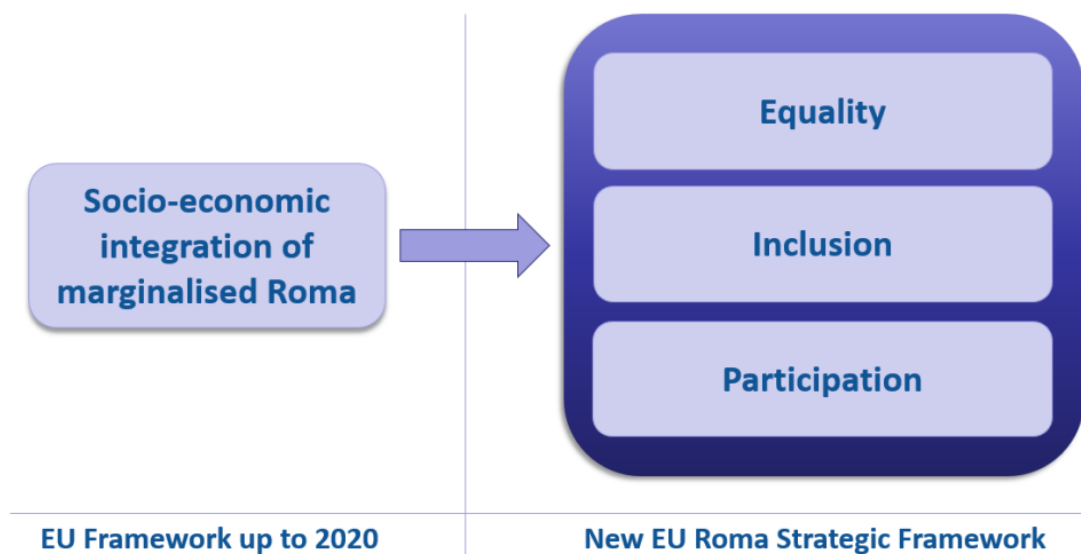 Socio-economic
integration of
marginalised Roma
Equality
Inclusion
Participation
EU Framework up to 2020
New EU Roma Strategic Framework